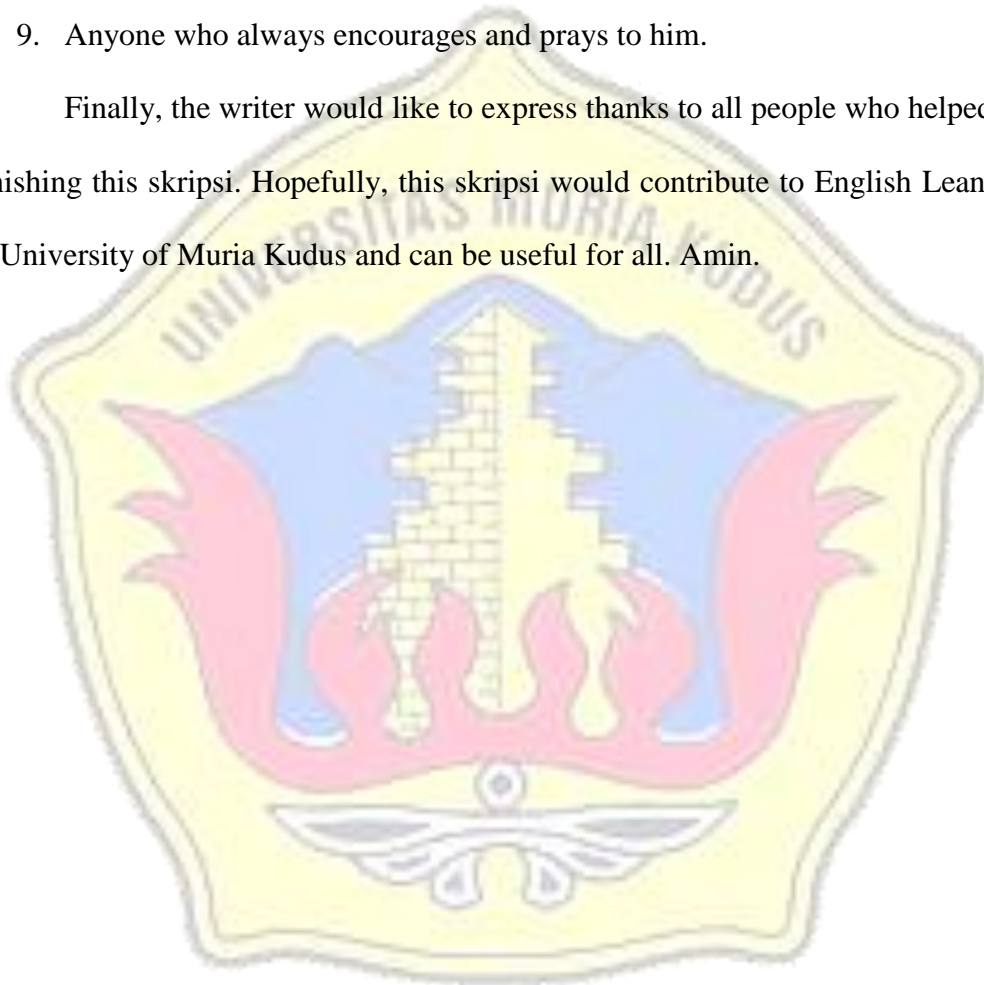 9. Anyone who always encourages and prays to him.
Finally, the writer would like to express thanks to all people who helped
nishing this skripsi. Hopefully, this skripsi would contribute to English Lean
University of Muria Kudus and can be useful for all. Amin.
UNIVERSITAS MURIA KUDUS